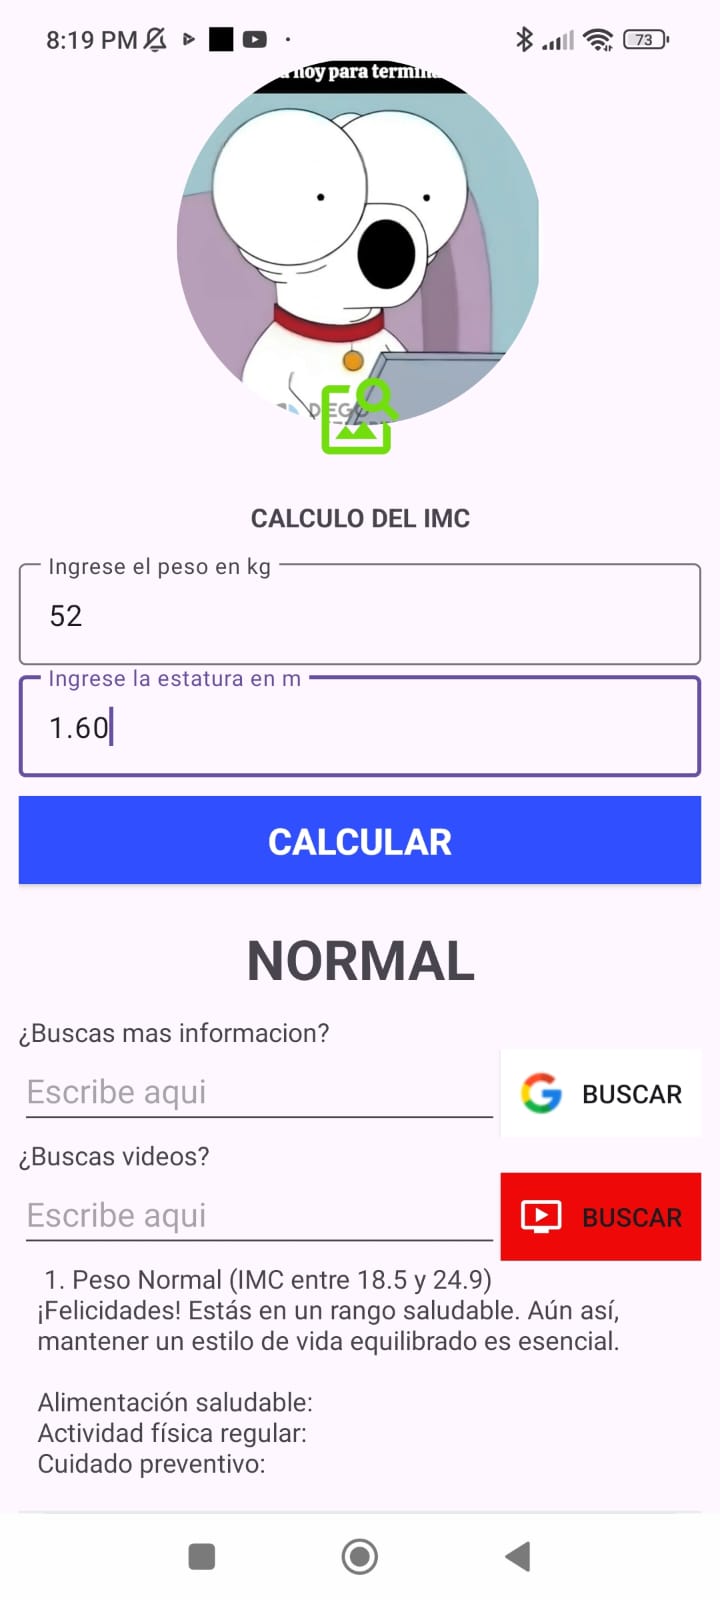 8:19 PM
73
hoy para
CALCULO DEL IMC
Ingrese el peso en kg
52
Ingrese la estatura en m
1.60
CALCULAR
NORMAL
¿Buscas mas informacion?
Escribe aqui
BUSCAR
¿Buscas videos?
Escribe aqui
BUSCAR
1. Peso Normal (IMC entre 18.5 y 24.9)
¡Felicidades! Estás en un rango saludable. Aún así,
mantener un estilo de vida equilibrado es esencial.
Alimentación saludable:
Actividad física regular:
Cuidado preventivo: